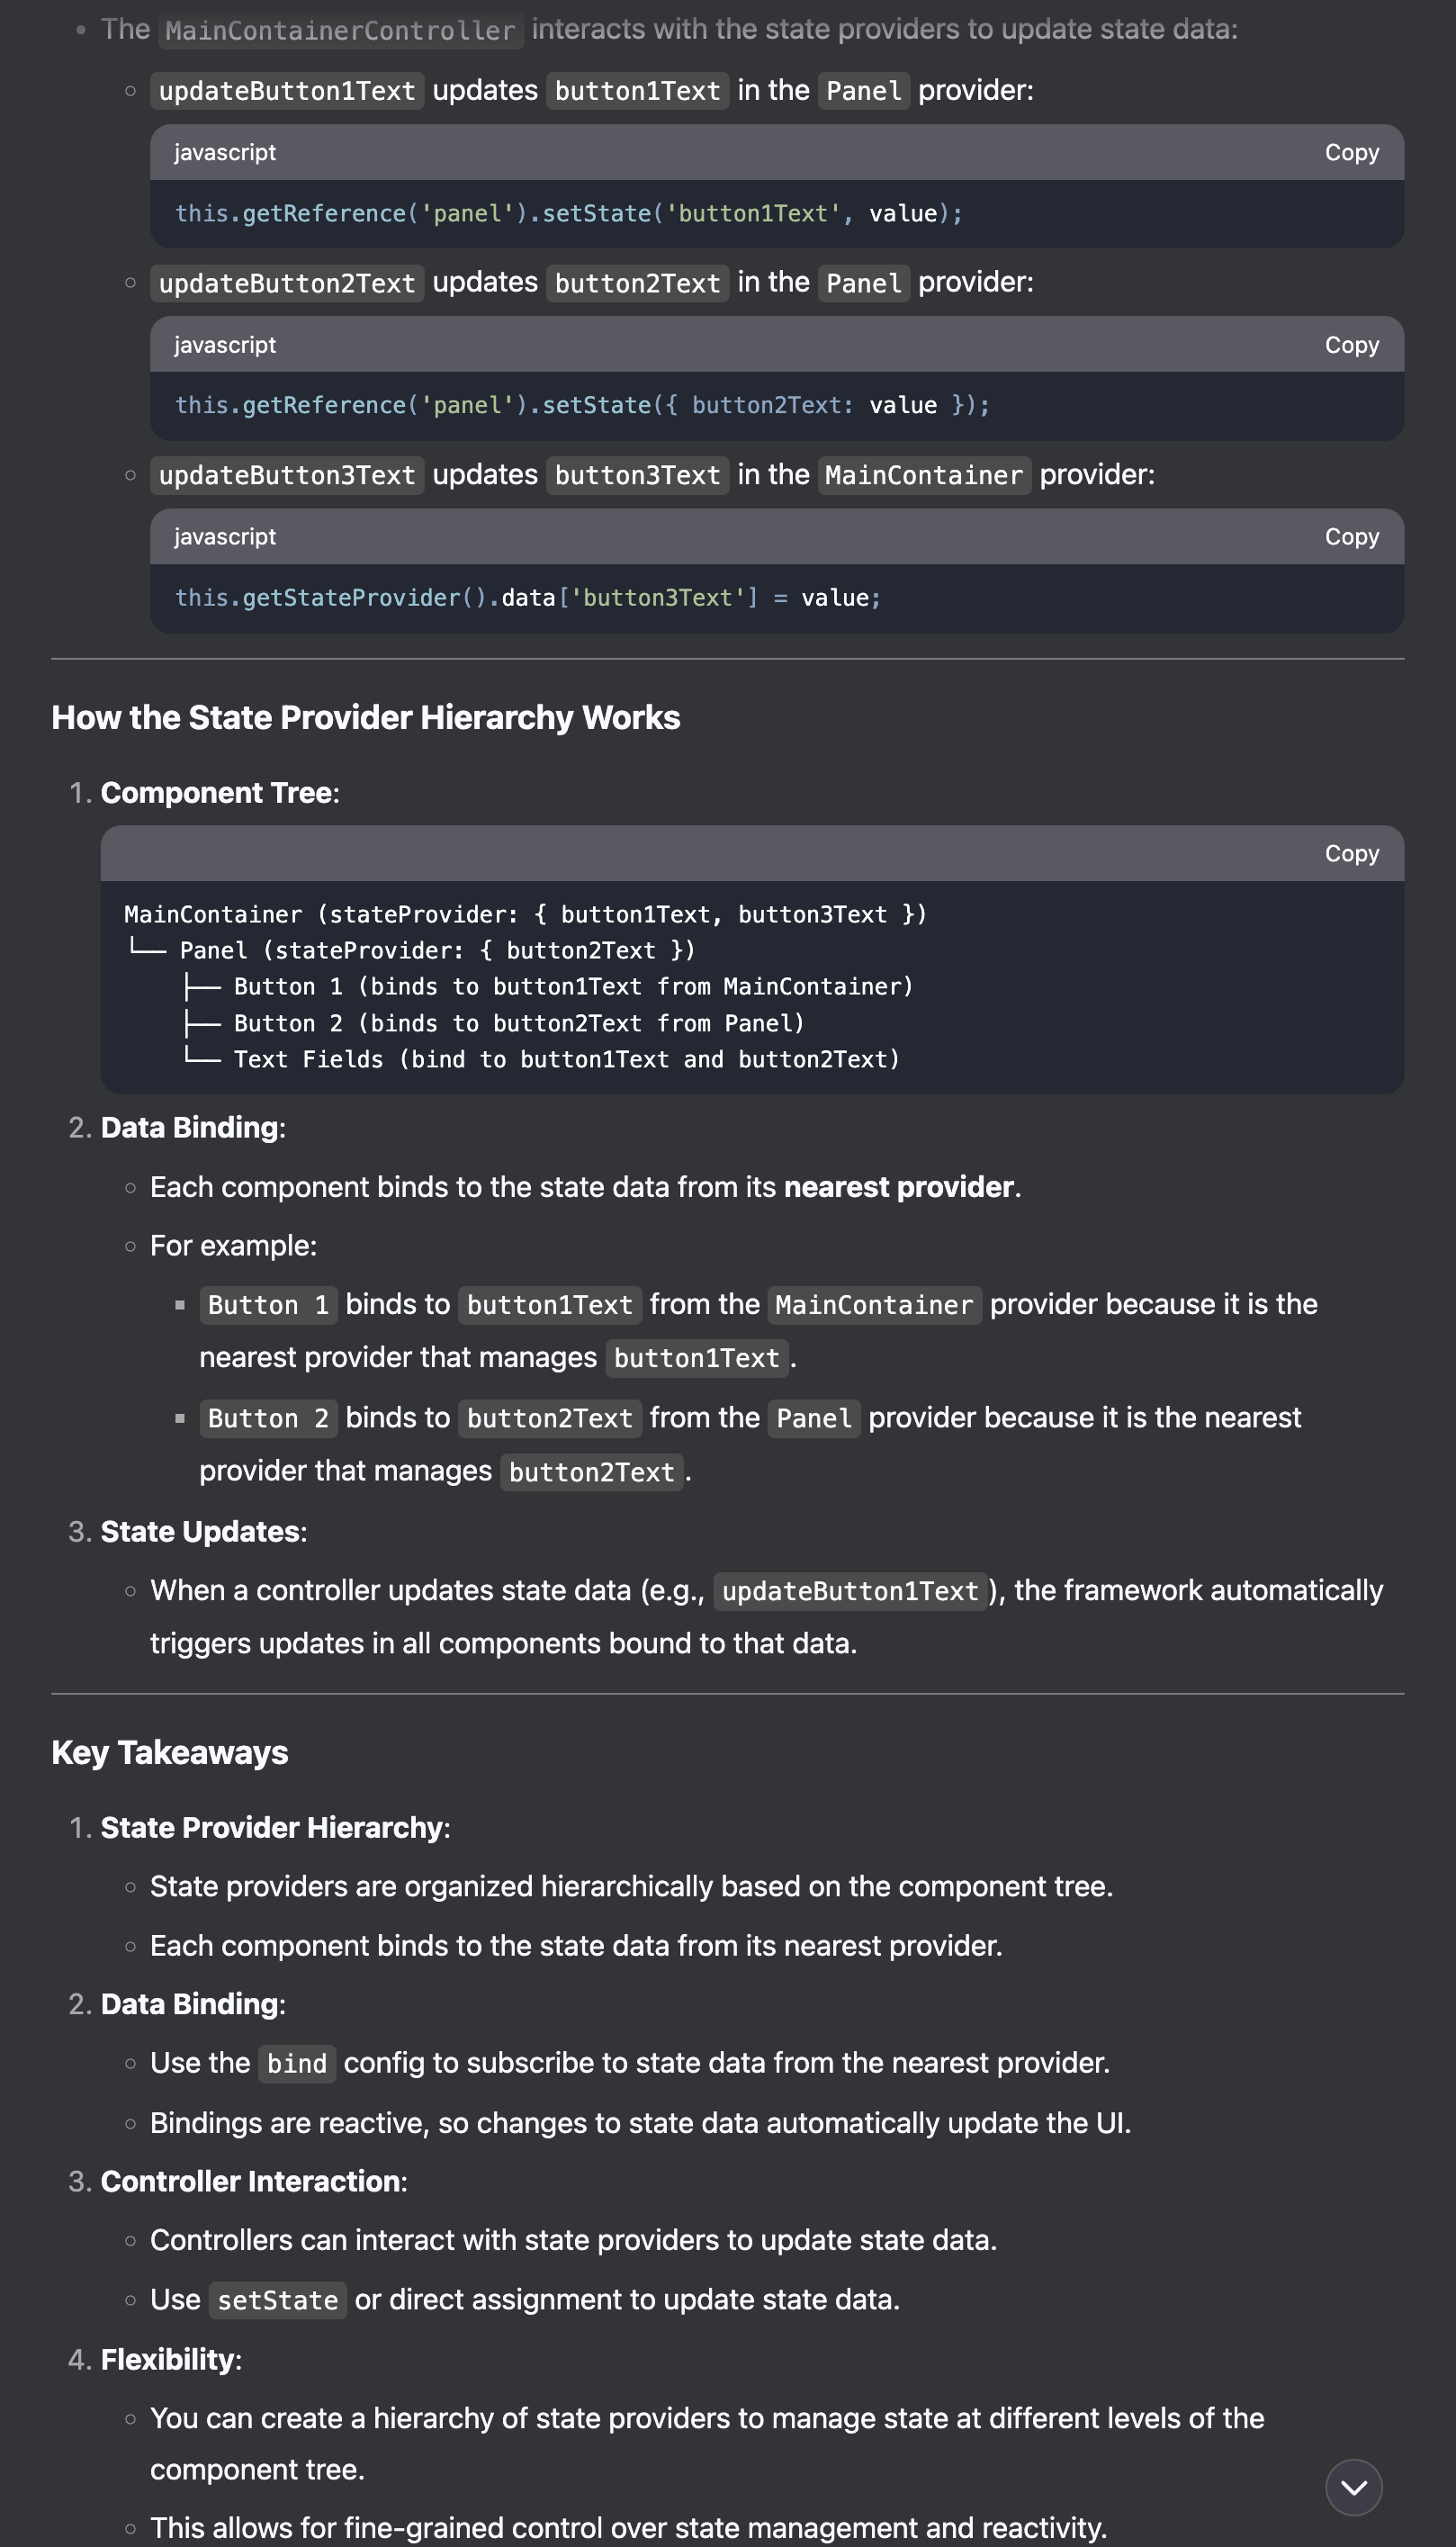 The MainContainerController interacts with the state providers to update state data:
updateButton1Text updates button1Text in the Panel provider:
javascript Copy
this.getReference('panel').setState('button1Text', value);
updateButton2Text updates button2Text in the Panel provider:
javascript Copy
this.getReference('panel').setState({ button2Text: value });
updateButton3Text updates button3Text in the MainContainer provider:
javascript Copy
this.getStateProvider().data['button3Text'] = value;
How the State Provider Hierarchy Works
1. Component Tree:
Copy
MainContainer (stateProvider: { button1Text, button3Text })
└── Panel (stateProvider: { button2Text })
├── Button 1 (binds to button1Text from MainContainer)
├── Button 2 (binds to button2Text from Panel)
└── Text Fields (bind to button1Text and button2Text)
2. Data Binding:
Each component binds to the state data from its nearest provider.
For example:
Button 1 binds to button1Text from the MainContainer provider because it is the
nearest provider that manages button1Text.
Button 2 binds to button2Text from the Panel provider because it is the nearest
provider that manages button2Text.
3. State Updates:
When a controller updates state data (e.g., updateButton1Text), the framework automatically
triggers updates in all components bound to that data.
Key Takeaways
1. State Provider Hierarchy:
State providers are organized hierarchically based on the component tree.
Each component binds to the state data from its nearest provider.
2. Data Binding:
Use the bind config to subscribe to state data from the nearest provider.
Bindings are reactive, so changes to state data automatically update the UI.
3. Controller Interaction:
Controllers can interact with state providers to update state data.
Use setState or direct assignment to update state data.
4. Flexibility:
You can create a hierarchy of state providers to manage state at different levels of the
component tree.
This allows for fine-grained control over state management and reactivity.